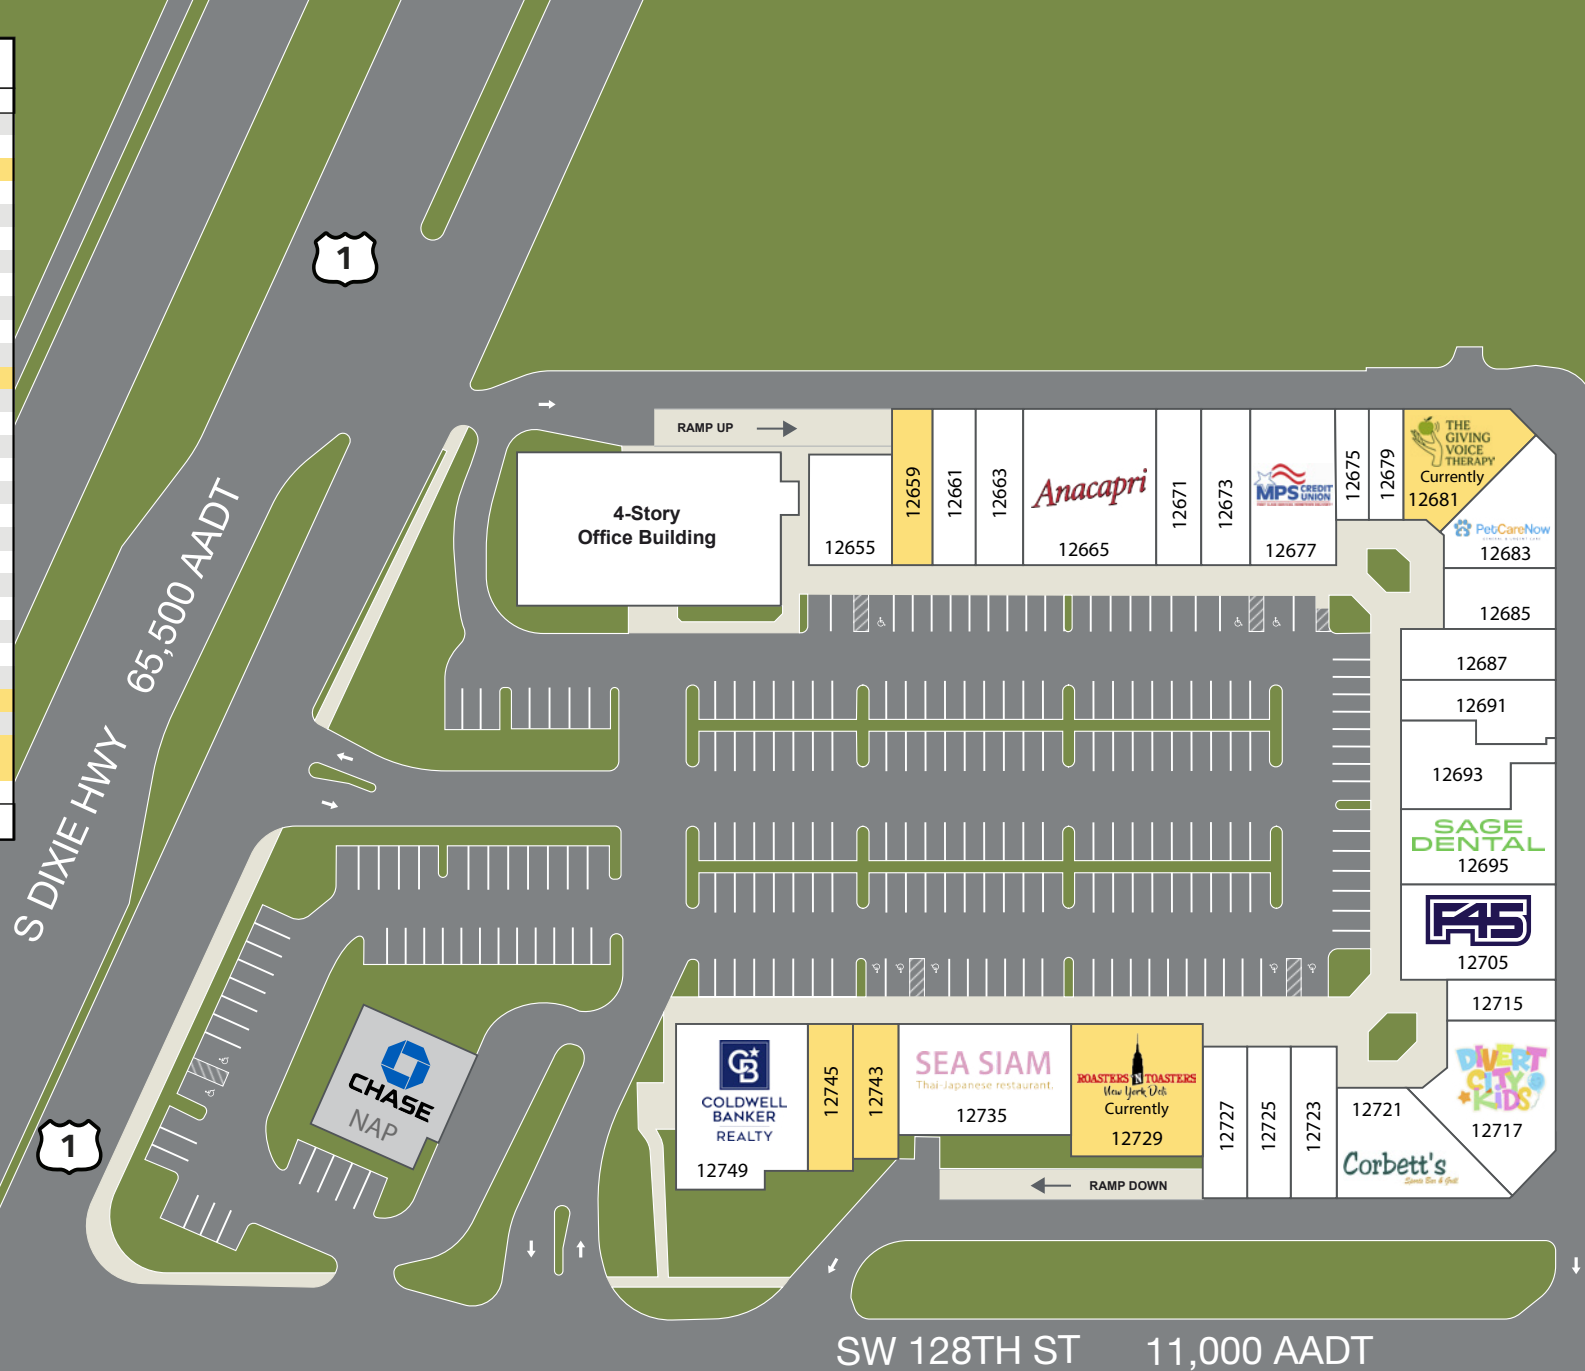 1
S DIXIE HWY 65,500 AADT
RAMP UP
4-Story
Office Building
12655
12659
12661
12663
Anacapri
12665
12671
12673
MPS CREDIT
UNION
12677
12675
12679
THE
GIVING
VOICE
THERAPY
Currently
12681
PetCareNow
12683
12685
12687
12691
12693
SAGE
DENTAL
12695
F45
12705
12715
DIVERT
CITY
KIDS
12717
12721
Corbett's
Sports Bar & Grill
12723
12725
12727
ROASTERS 'N TOASTERS
New York Deli
Currently
12729
RAMP DOWN
SEA SIAM
Thai-Japanese restaurant.
12735
12743
12745
CB
COLDWELL
BANKER
REALTY
12749
CHASE
NAP
1
SW 128TH ST 11,000 AADT